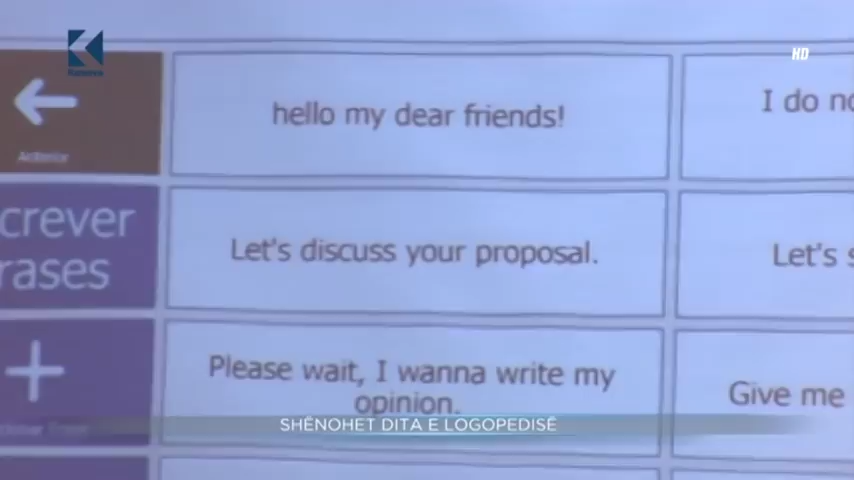 HD
hello my dear friends!
I do no
Anterior
crever
rases
Let's discuss your proposal.
Let's s
Please wait, I wanna write my
opinion.
Give me
SHËNOHET DITA E LOGOPEDISË